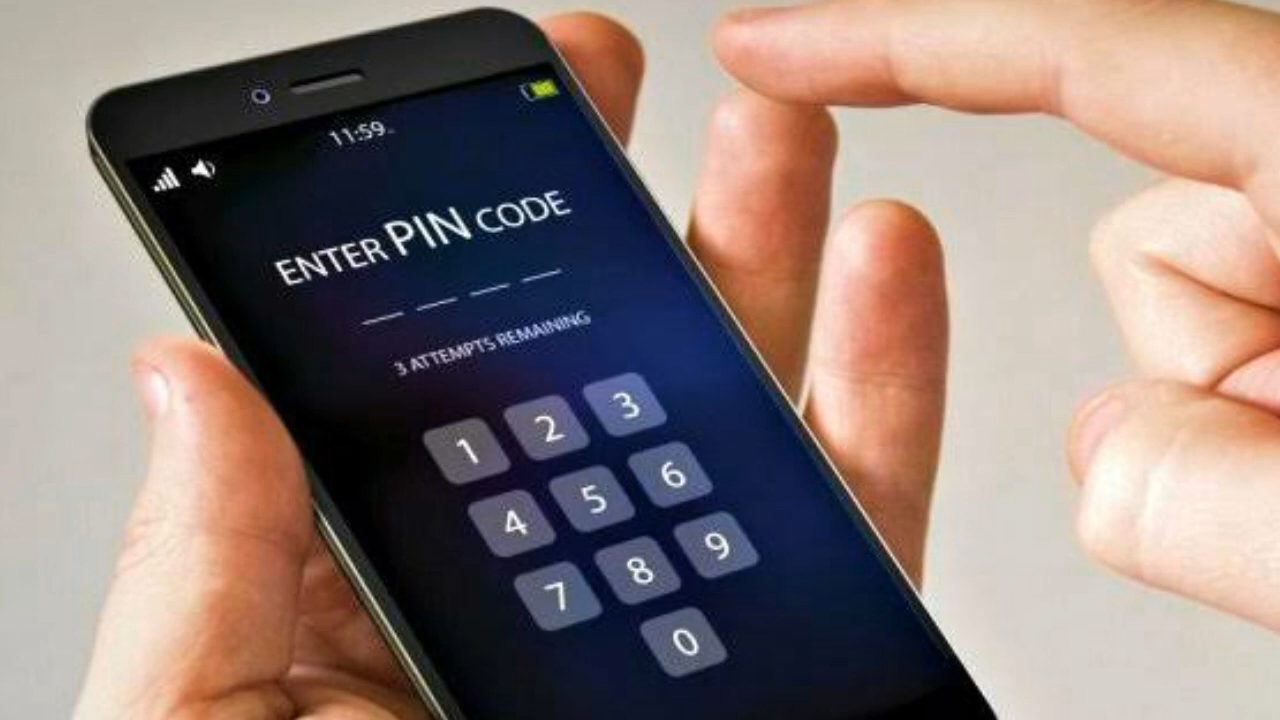 11:59
ENTER PIN CODE
3 ATTEMPTS REMAINING
1 2 3
4 5 6
7 8 9
0